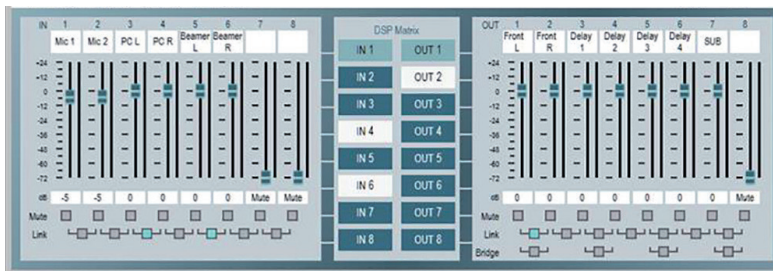 IN 1 2 3 4 5 6 7 8
Mic 1 Mic 2 PC L PC R Beamer L Beamer R
-24
+12
0
-12
-24
-36
-48
-60
-72
dB -5 -5 0 0 0 0 Mute Mute
Mute
Link
DSP Matrix
IN 1 OUT 1
IN 2 OUT 2
IN 3 OUT 3
IN 4 OUT 4
IN 5 OUT 5
IN 6 OUT 6
IN 7 OUT 7
IN 8 OUT 8
OUT 1 2 3 4 5 6 7 8
Front L Front R Delay 1 Delay 2 Delay 3 Delay 4 SUB
-24
+12
0
-12
-24
-36
-48
-60
-72
dB 0 0 0 0 0 0 0 Mute
Mute
Link
Bridge